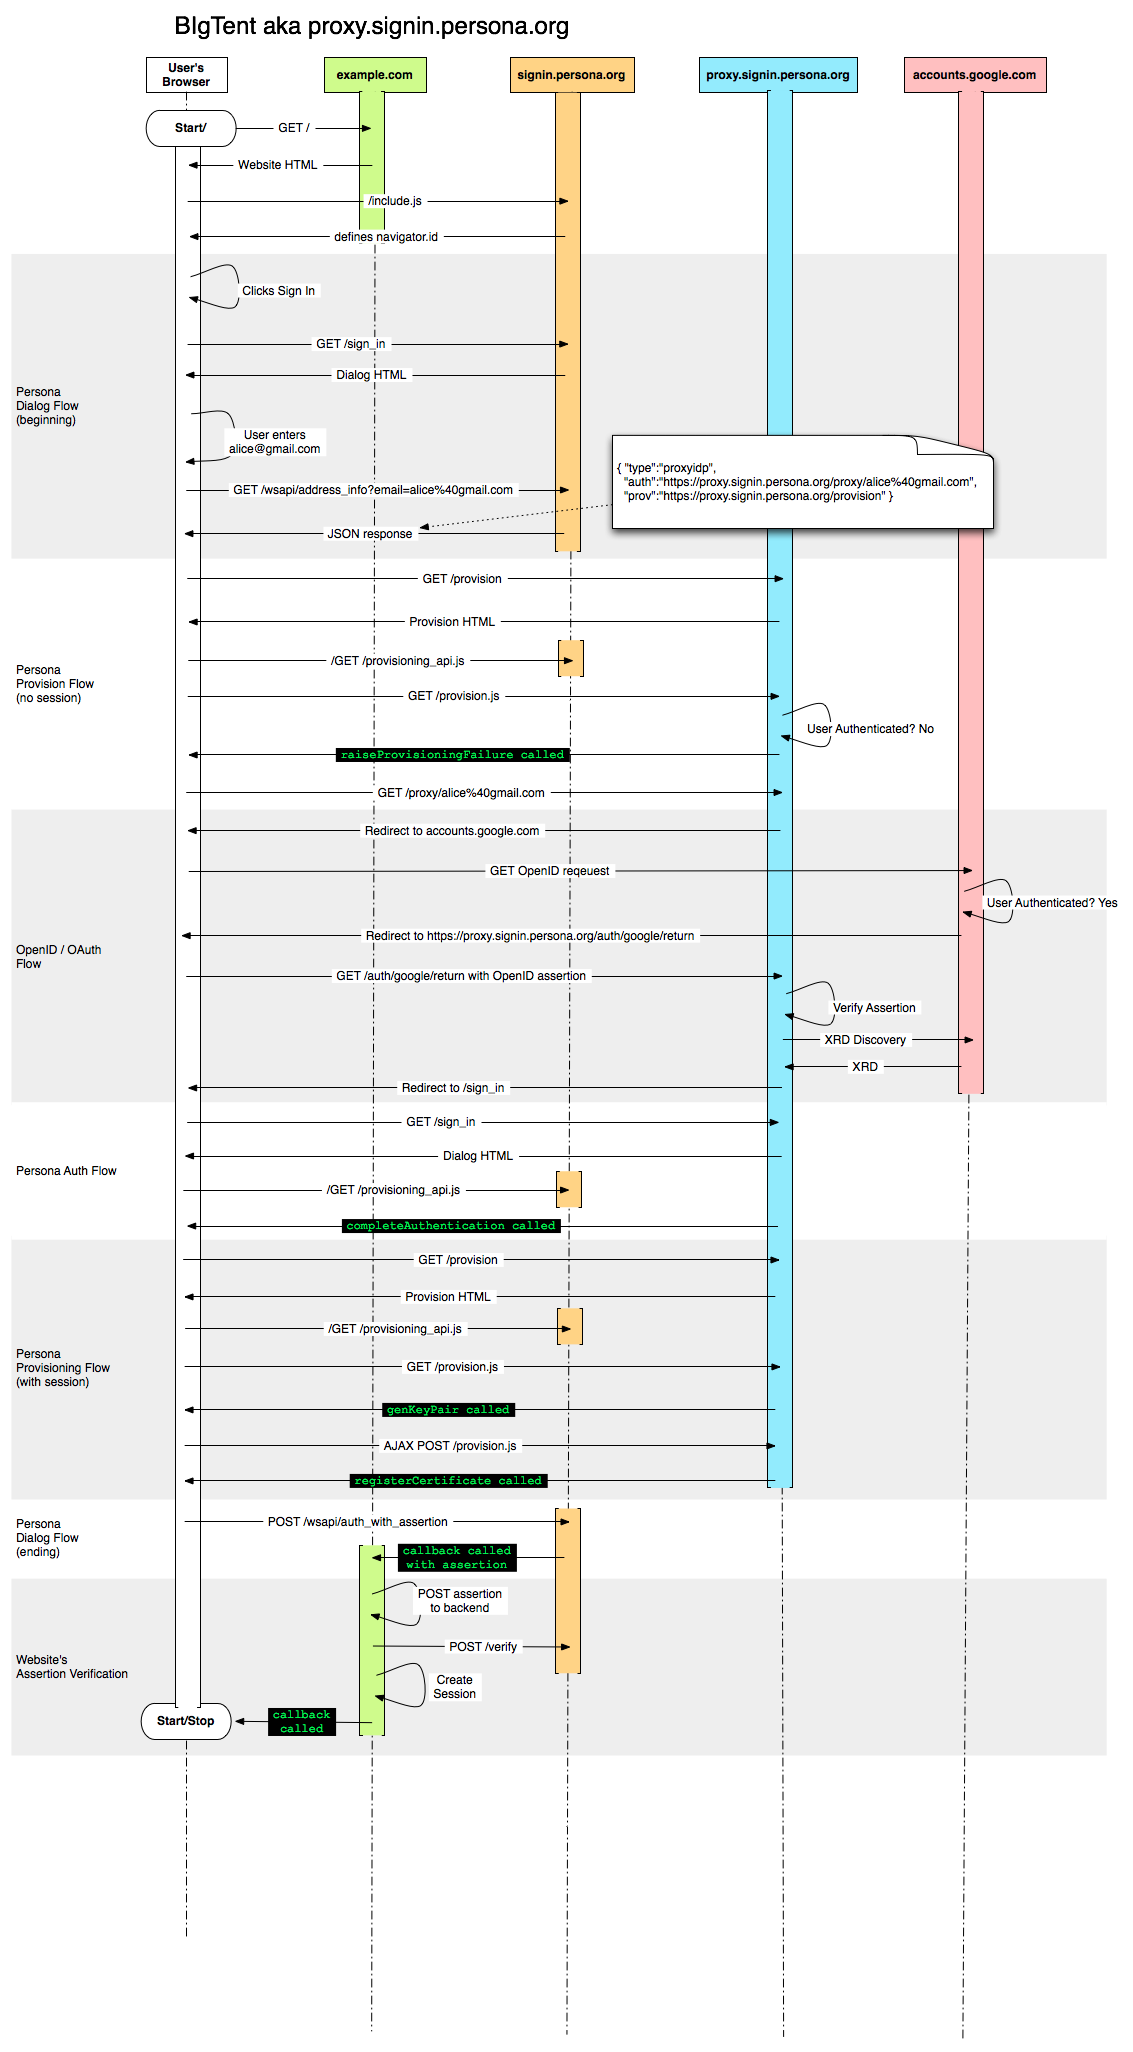 BIgTent aka proxy.signin.persona.org
User's
Browser
example.com
signin.persona.org
proxy.signin.persona.org
accounts.google.com
Start/
GET /
Website HTML
/include.js
defines navigator.id
Clicks Sign In
GET /sign_in
Dialog HTML
Persona
Dialog Flow
(beginning)
User enters
alice@gmail.com
{ "type":"proxyidp",
"auth":"https://proxy.signin.persona.org/proxy/alice%40gmail.com",
"prov":"https://proxy.signin.persona.org/provision" }
GET /wsapi/address_info?email=alice%40gmail.com
JSON response
GET /provision
Provision HTML
/GET /provisioning_api.js
Persona
Provision Flow
(no session)
GET /provision.js
User Authenticated? No
raiseProvisioningFailure called
GET /proxy/alice%40gmail.com
Redirect to accounts.google.com
GET OpenID reqeuest
User Authenticated? Yes
Redirect to https://proxy.signin.persona.org/auth/google/return
OpenID / OAuth
Flow
GET /auth/google/return with OpenID assertion
Verify Assertion
XRD Discovery
XRD
Redirect to /sign_in
GET /sign_in
Dialog HTML
Persona Auth Flow
/GET /provisioning_api.js
completeAuthentication called
GET /provision
Provision HTML
/GET /provisioning_api.js
Persona
Provisioning Flow
(with session)
GET /provision.js
genKeyPair called
AJAX POST /provision.js
registerCertificate called
Persona
Dialog Flow
(ending)
POST /wsapi/auth_with_assertion
callback called
with assertion
POST assertion
to backend
POST /verify
Website's
Assertion Verification
Create
Session
Start/Stop
callback
called